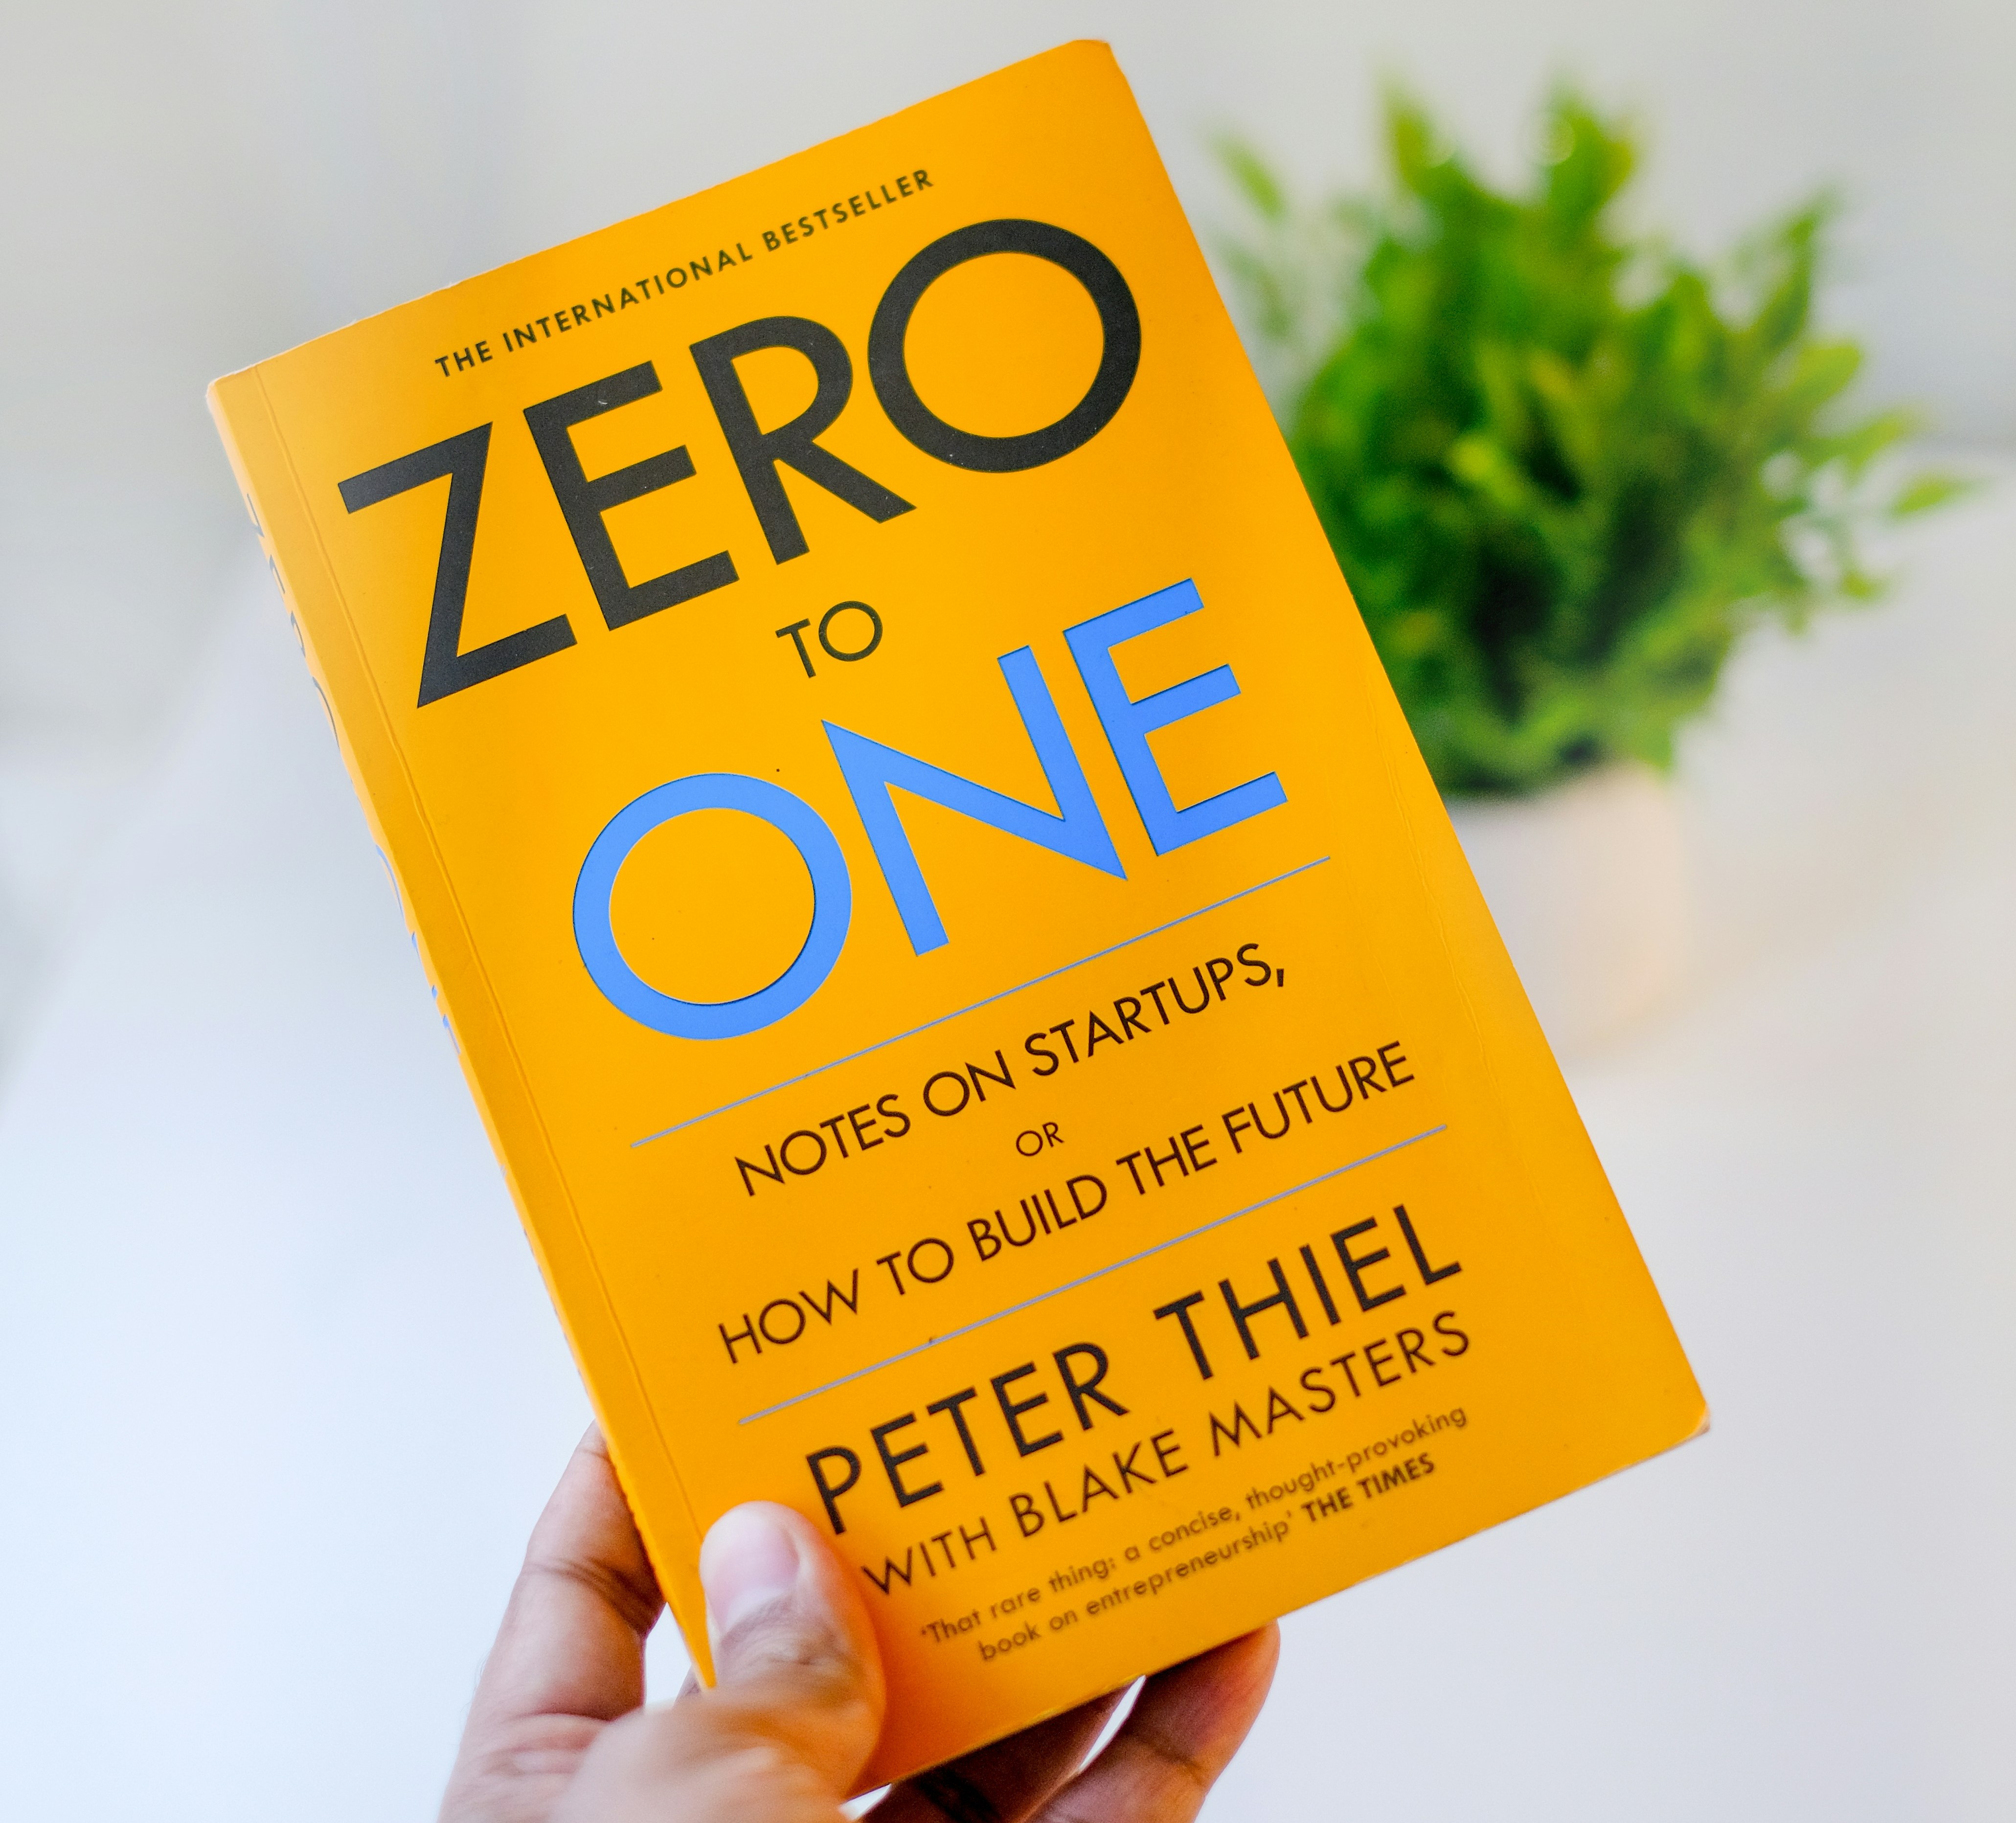 THE INTERNATIONAL BESTSELLER
ZERO
TO
ONE
NOTES ON STARTUPS,
OR
HOW TO BUILD THE FUTURE
PETER THIEL
WITH BLAKE MASTERS
‘That rare thing: a concise, thought-provoking
book on entrepreneurship’ THE TIMES